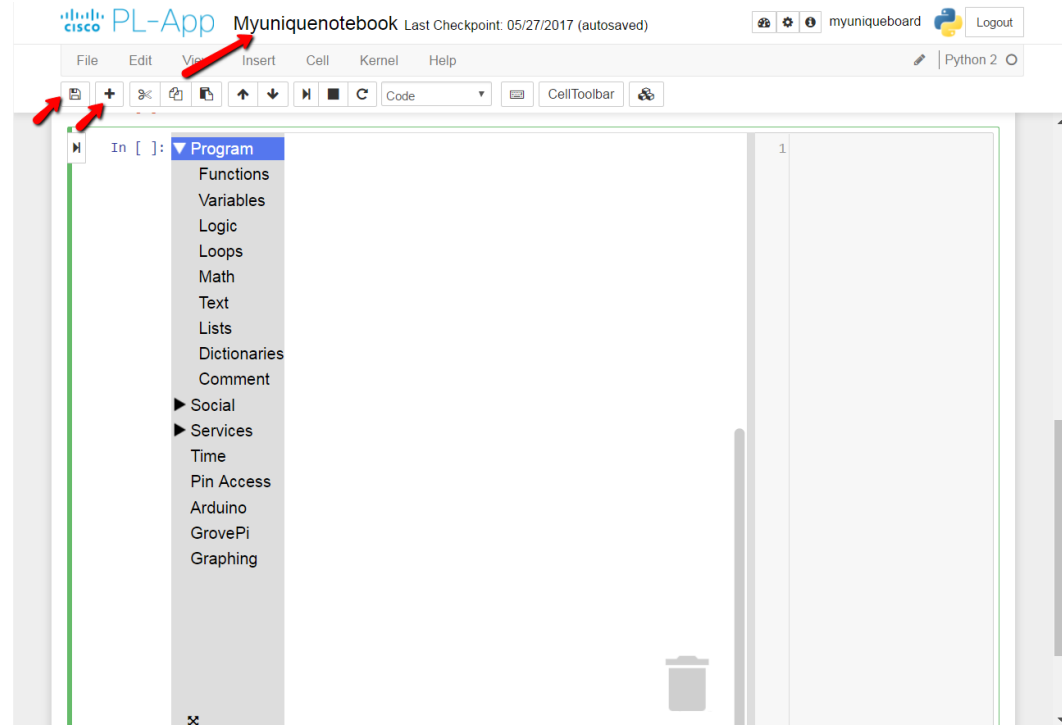 cisco PL-App Myuniquenotebook Last Checkpoint: 05/27/2017 (autosaved) myuniqueboard Logout
File Edit View Insert Cell Kernel Help Python 2
Code CellToolbar
In [ ]: Program 1
Functions
Variables
Logic
Loops
Math
Text
Lists
Dictionaries
Comment
Social
Services
Time
Pin Access
Arduino
GrovePi
Graphing